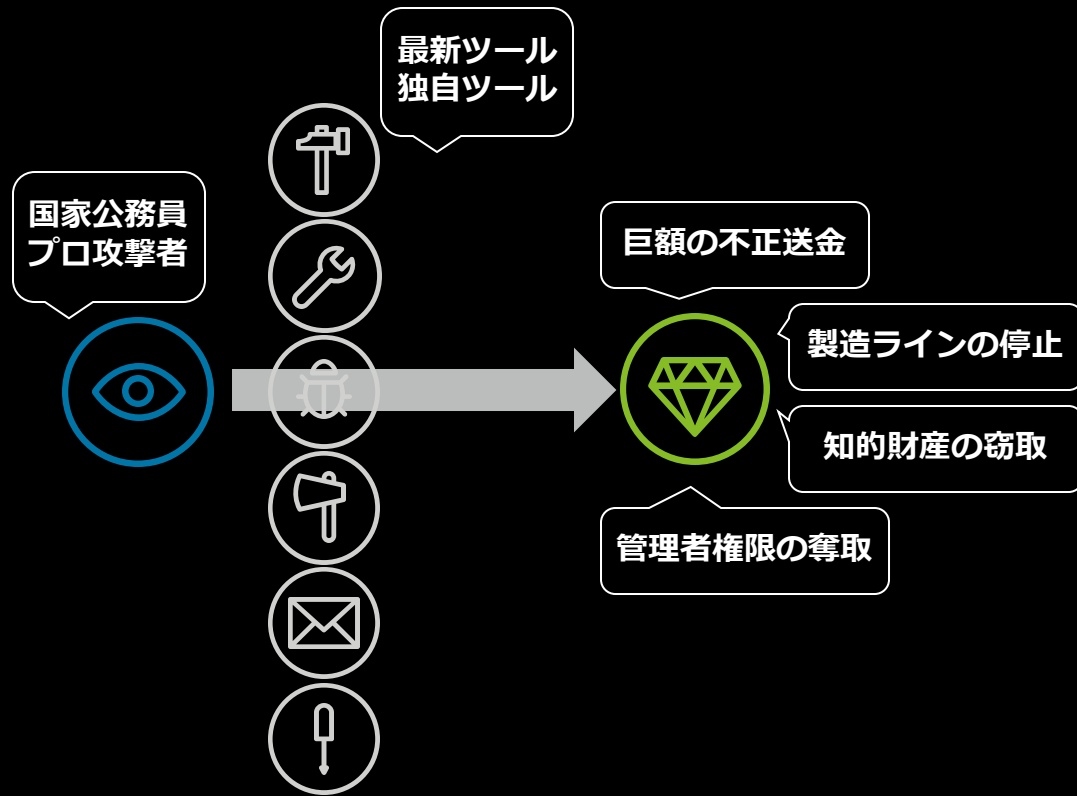 最新ツール
独自ツール
国家公務員
プロ攻撃者
巨額の不正送金
製造ラインの停止
知的財産の窃取
管理者権限の奪取